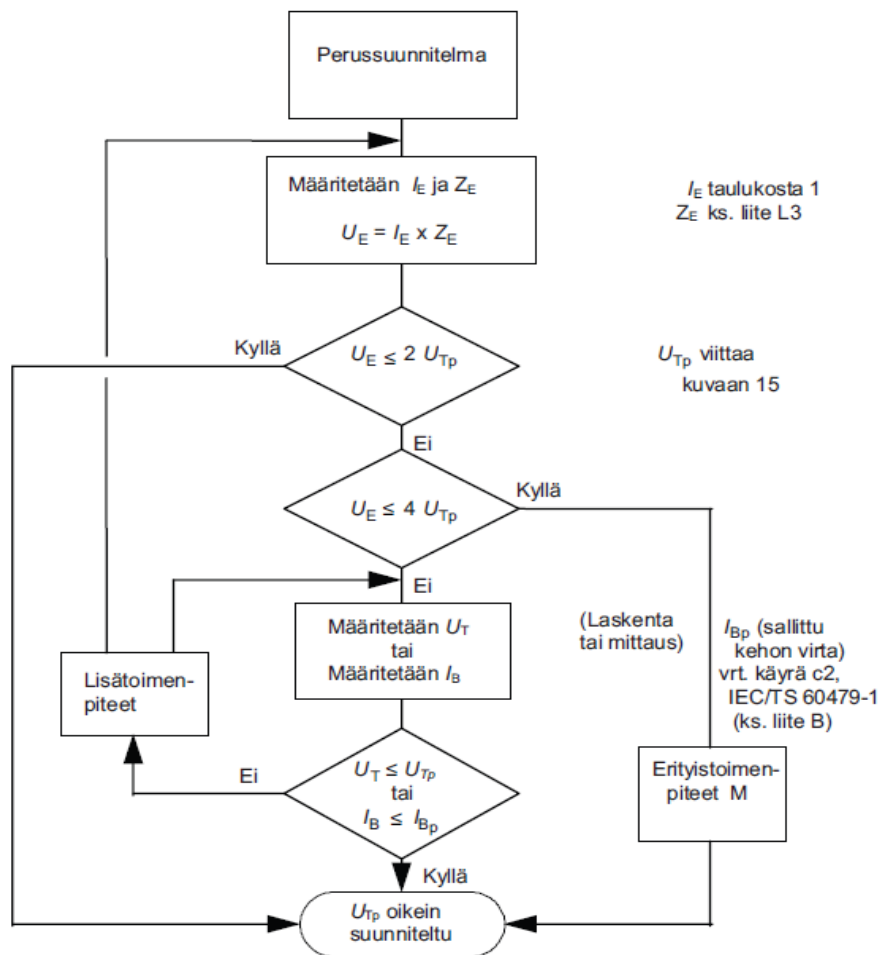 Perussuunnitelma
Määritetään I_E ja Z_E
U_E = I_E x Z_E
I_E taulukosta 1
Z_E ks. liite L3
Kyllä
U_E ≤ 2 U_Tp
U_Tp viittaa
kuvaan 15
Ei
U_E ≤ 4 U_Tp
Kyllä
Ei
Määritetään U_T
tai
Määritetään I_B
(Laskenta
tai mittaus)
I_Bp (sallittu
kehon virta)
vrt. käyrä c2,
IEC/TS 60479-1
(ks. liite B)
Lisätoimen-
piteet
Ei
U_T ≤ U_Tp
tai
I_B ≤ I_Bp
Erityistoimen-
piteet M
Kyllä
U_Tp oikein
suunniteltu